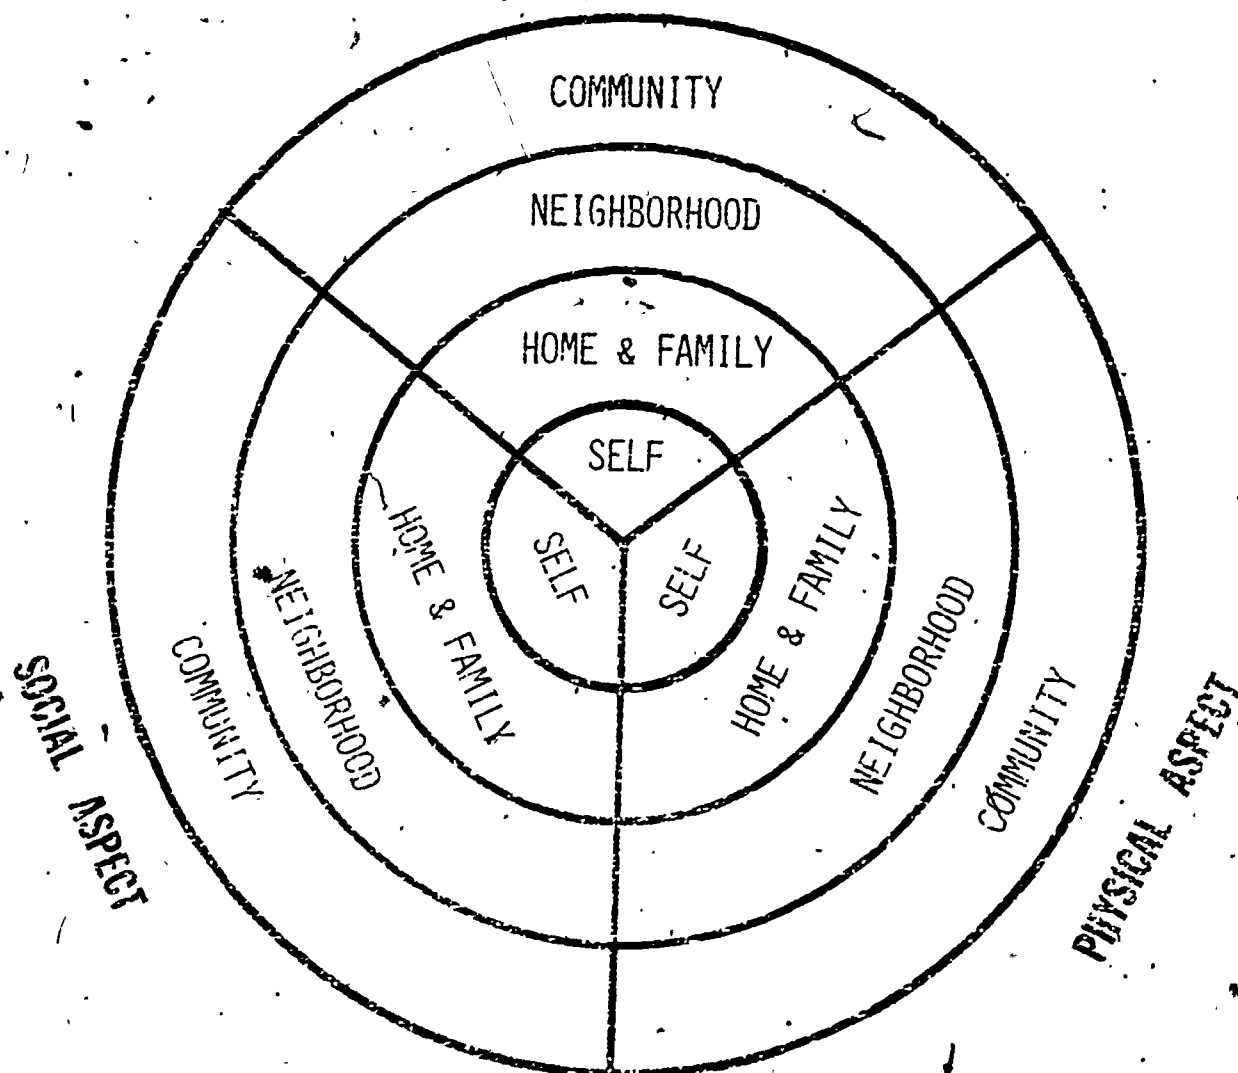 COMMUNITY
NEIGHBORHOOD
HOME & FAMILY
SELF
SELF
HOME & FAMILY
NEIGHBORHOOD
COMMUNITY
SOCIAL ASPECT
SELF
HOME & FAMILY
NEIGHBORHOOD
COMMUNITY
PHYSICAL ASPECT